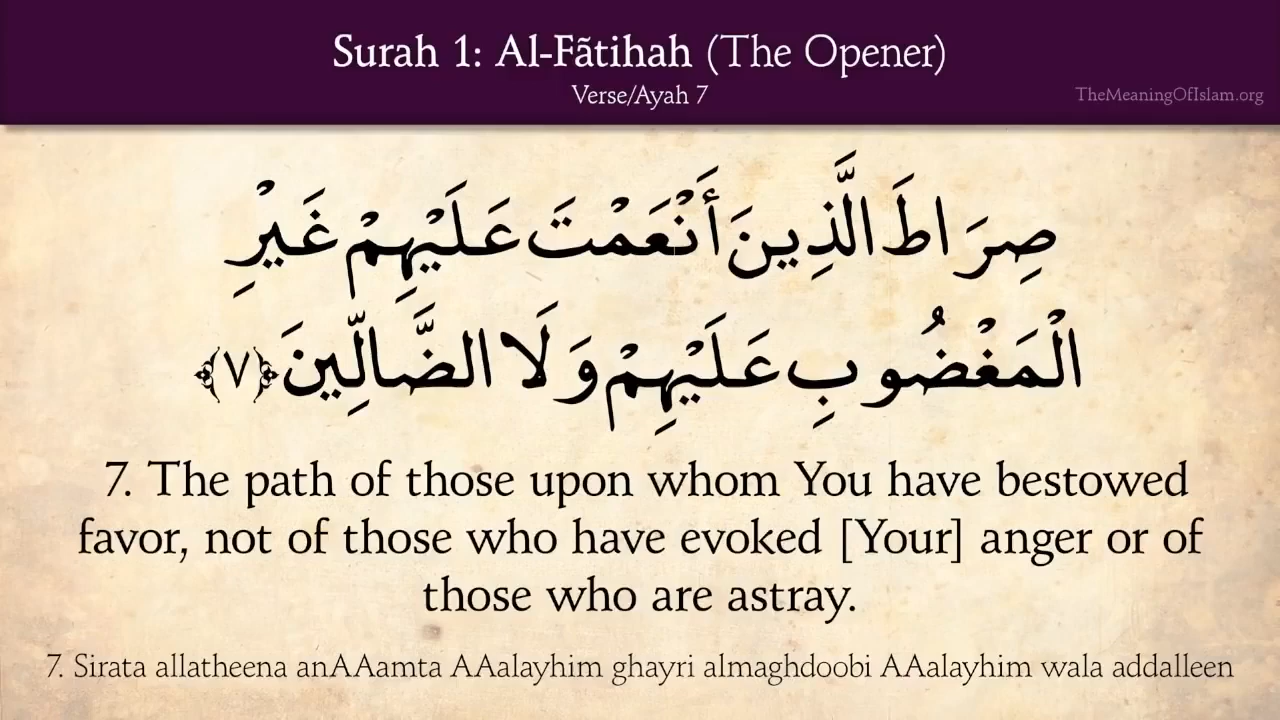 Surah 1: Al-Fãtihah (The Opener)
Verse/Ayah 7
TheMeaningOfIslam.org
صِرَاطَ الَّذِينَ أَنْعَمْتَ عَلَيْهِمْ غَيْرِ
الْمَغْضُوبِ عَلَيْهِمْ وَلَا الضَّالِّينَ ﴿٧﴾
7. The path of those upon whom You have bestowed
favor, not of those who have evoked [Your] anger or of
those who are astray.
7. Sirata allatheena anAAamta AAalayhim ghayri almaghdoobi AAalayhim wala addalleen